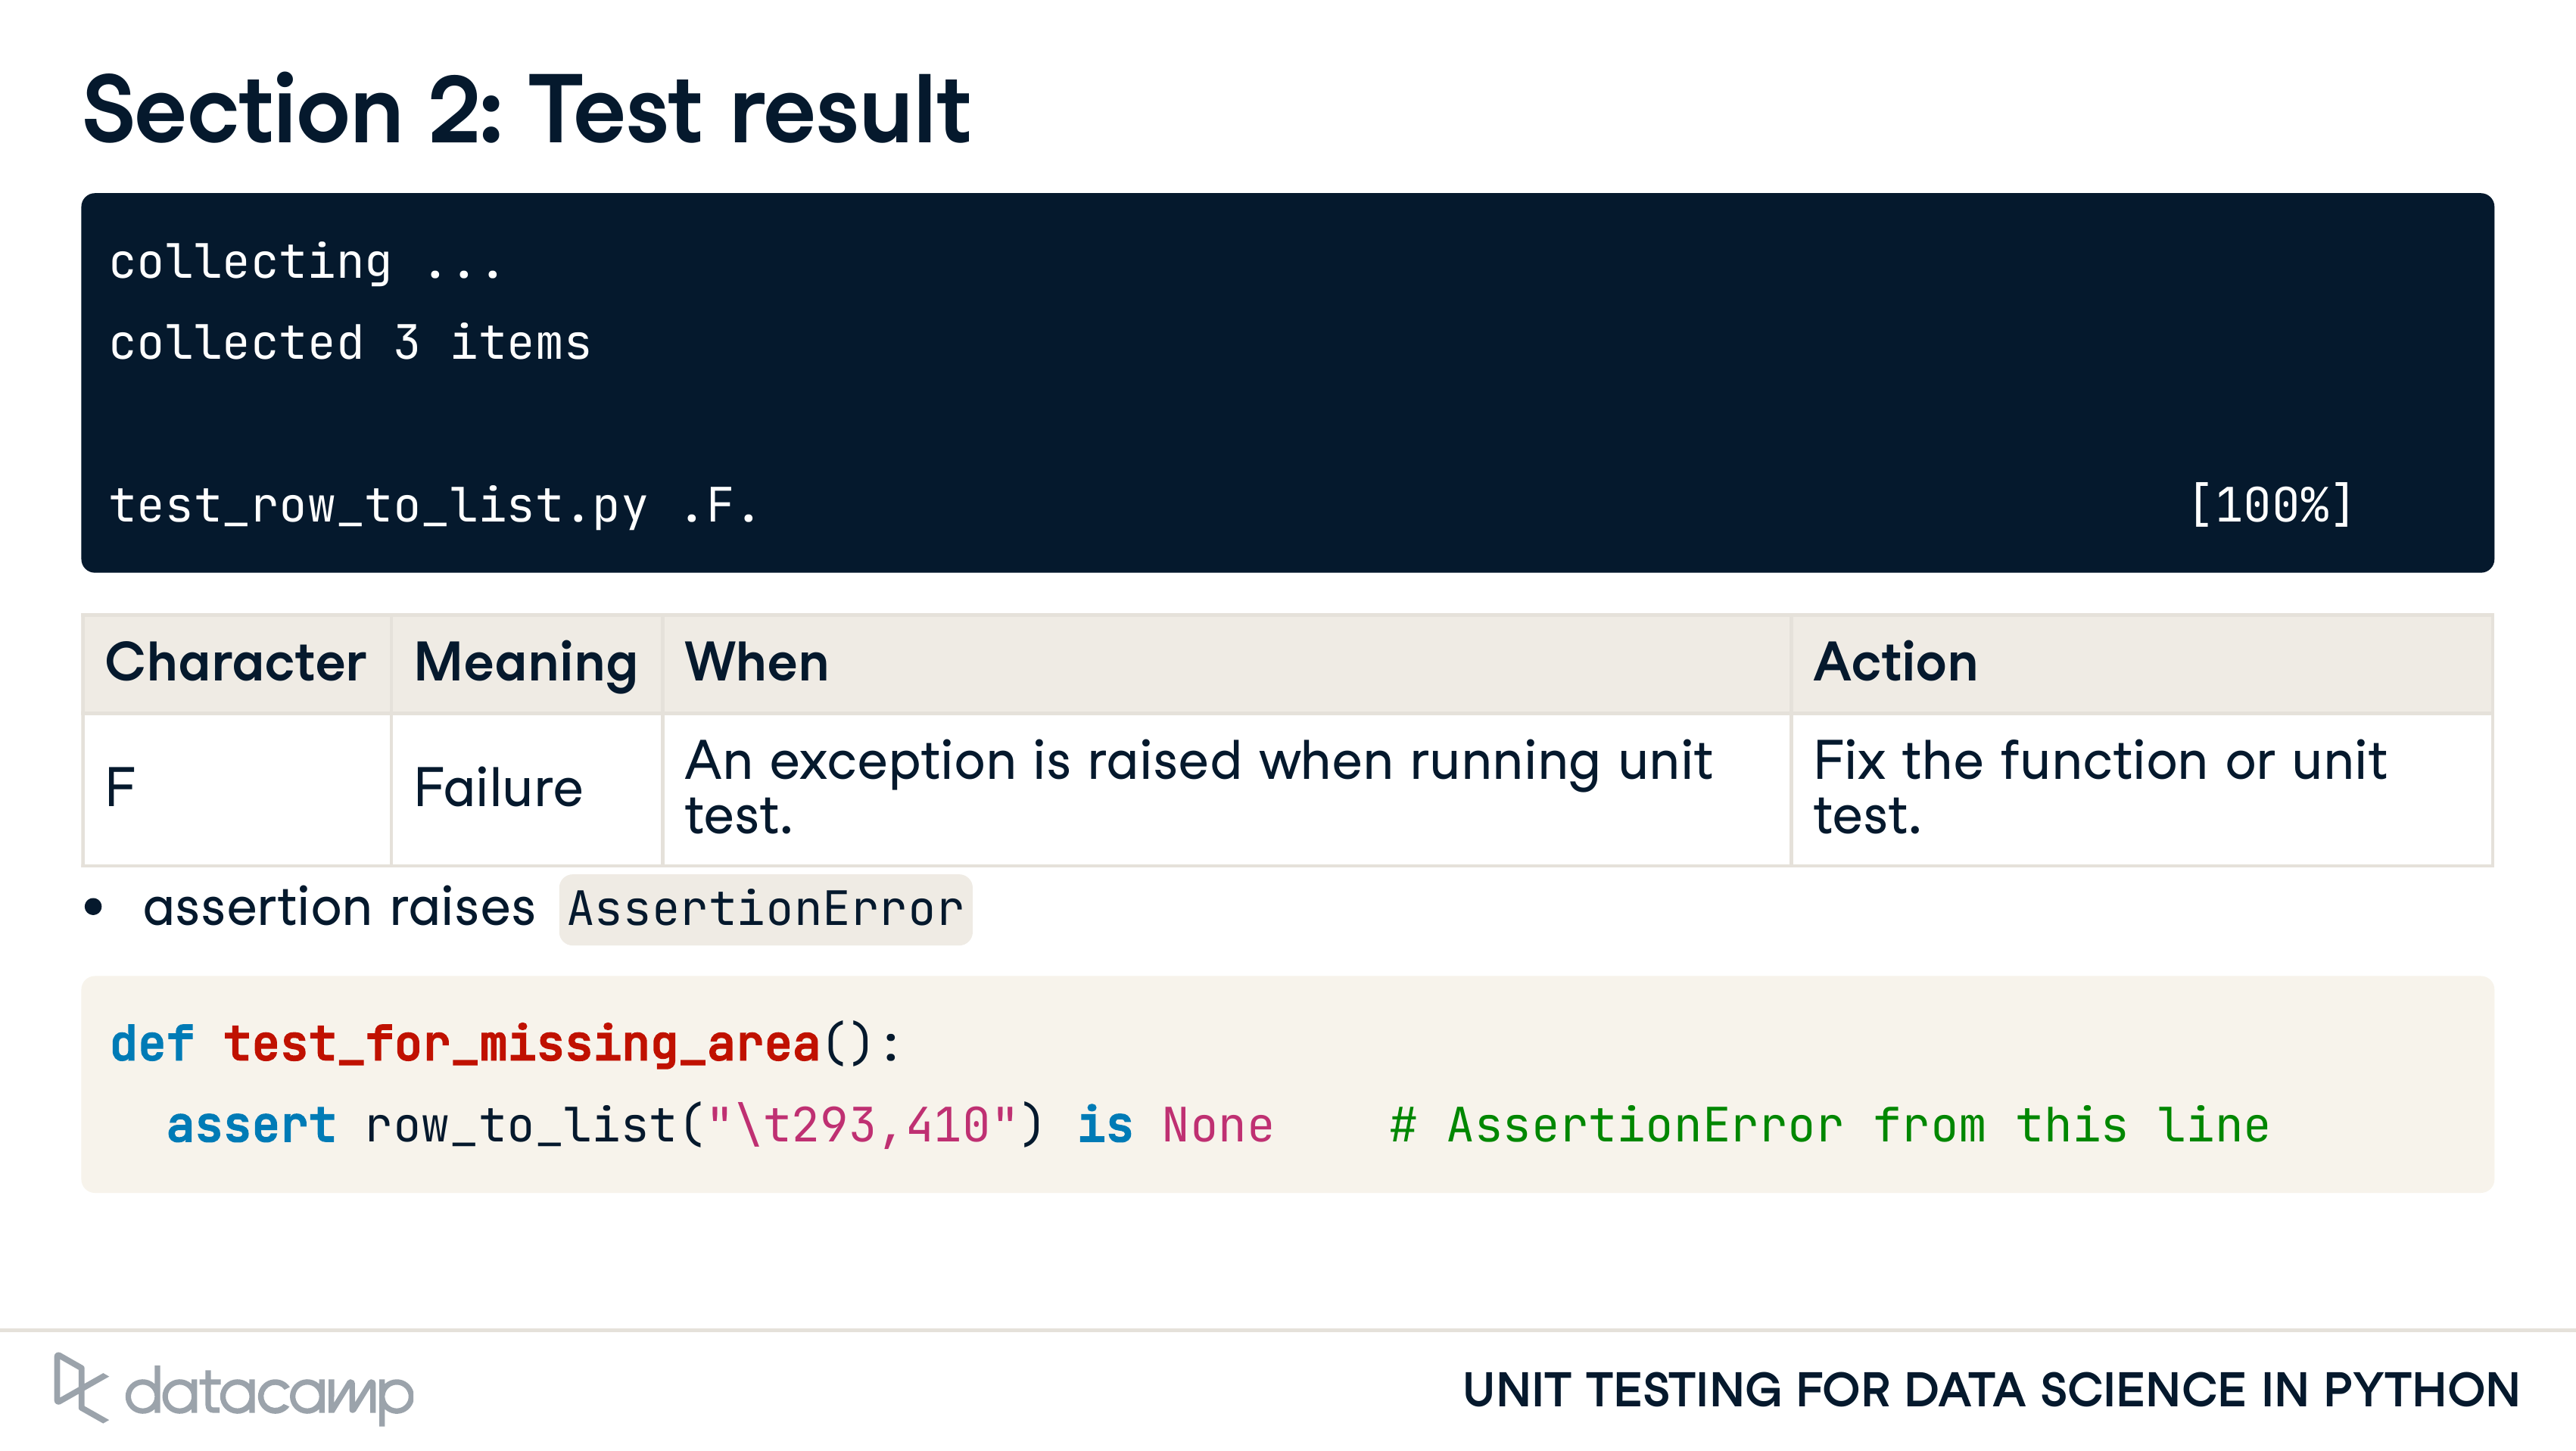 Section 2: Test result
collecting ...
collected 3 items
test_row_to_list.py .F. [100%]
Character Meaning When Action
F Failure An exception is raised when running unit test. Fix the function or unit test.
• assertion raises AssertionError
def test_for_missing_area():
  assert row_to_list("\t293,410") is None    # AssertionError from this line
datacamp
UNIT TESTING FOR DATA SCIENCE IN PYTHON